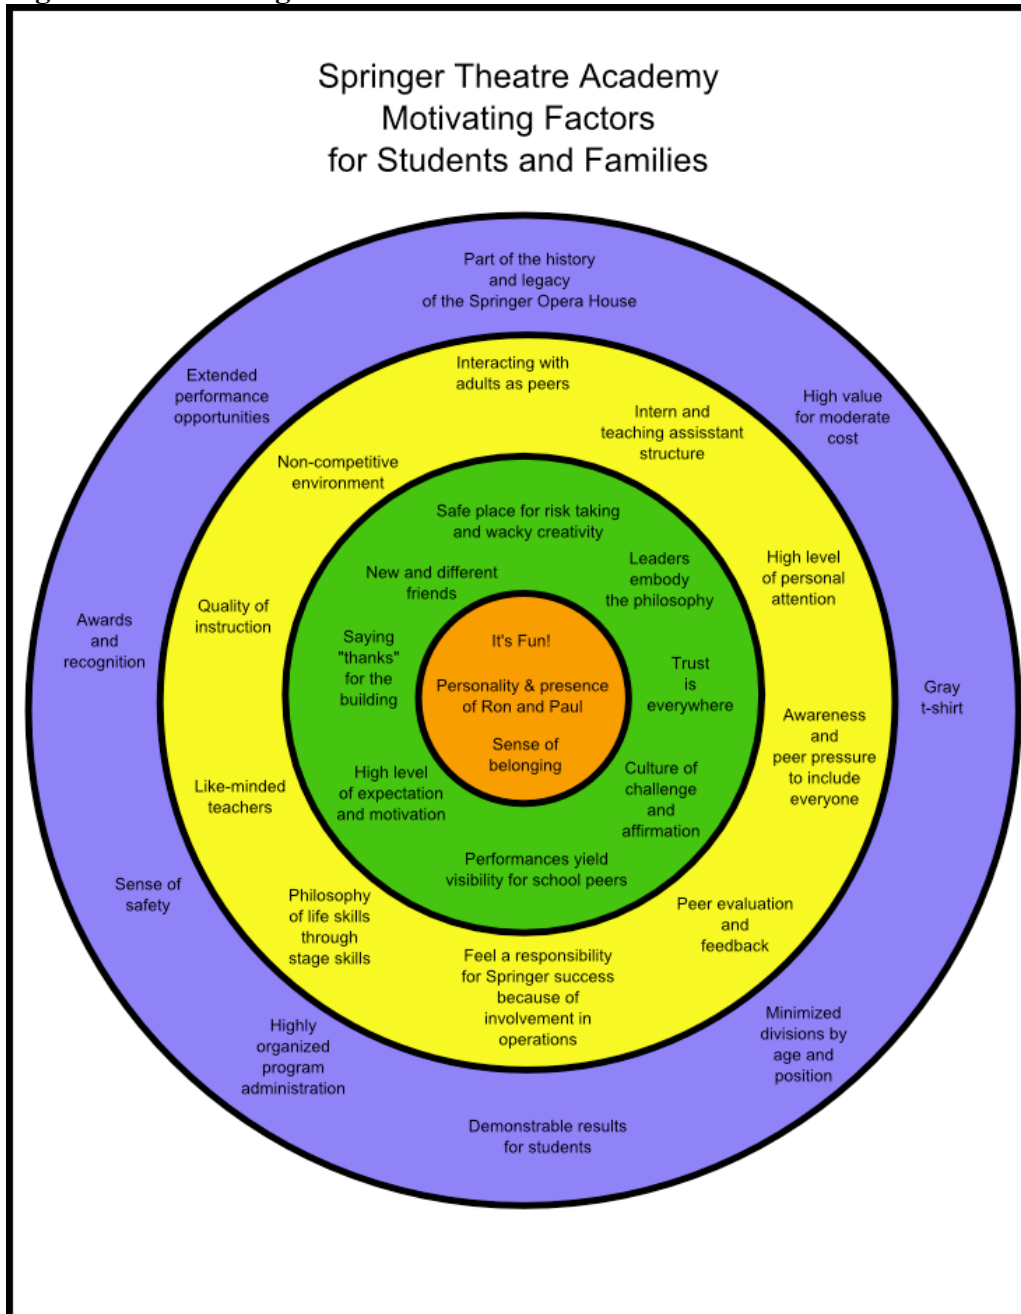 Springer Theatre Academy
Motivating Factors
for Students and Families
Part of the history
and legacy
of the Springer Opera House
Extended
performance
opportunities
High value
for moderate
cost
Awards
and
recognition
Gray
t-shirt
Sense of
safety
Minimized
divisions by
age and
position
Highly
organized
program
administration
Demonstrable results
for students
Interacting with
adults as peers
Intern and
teaching assisstant
structure
Non-competitive
environment
High level
of personal
attention
Quality of
instruction
Awareness
and
peer pressure
to include
everyone
Like-minded
teachers
Peer evaluation
and
feedback
Philosophy
of life skills
through
stage skills
Feel a responsibility
for Springer success
because of
involvement in
operations
Safe place for risk taking
and wacky creativity
Leaders
embody
the philosophy
New and different
friends
Saying
"thanks"
for the
building
Trust
is
everywhere
High level
of expectation
and motivation
Culture of
challenge
and
affirmation
Performances yield
visibility for school peers
It's Fun!
Personality & presence
of Ron and Paul
Sense of
belonging